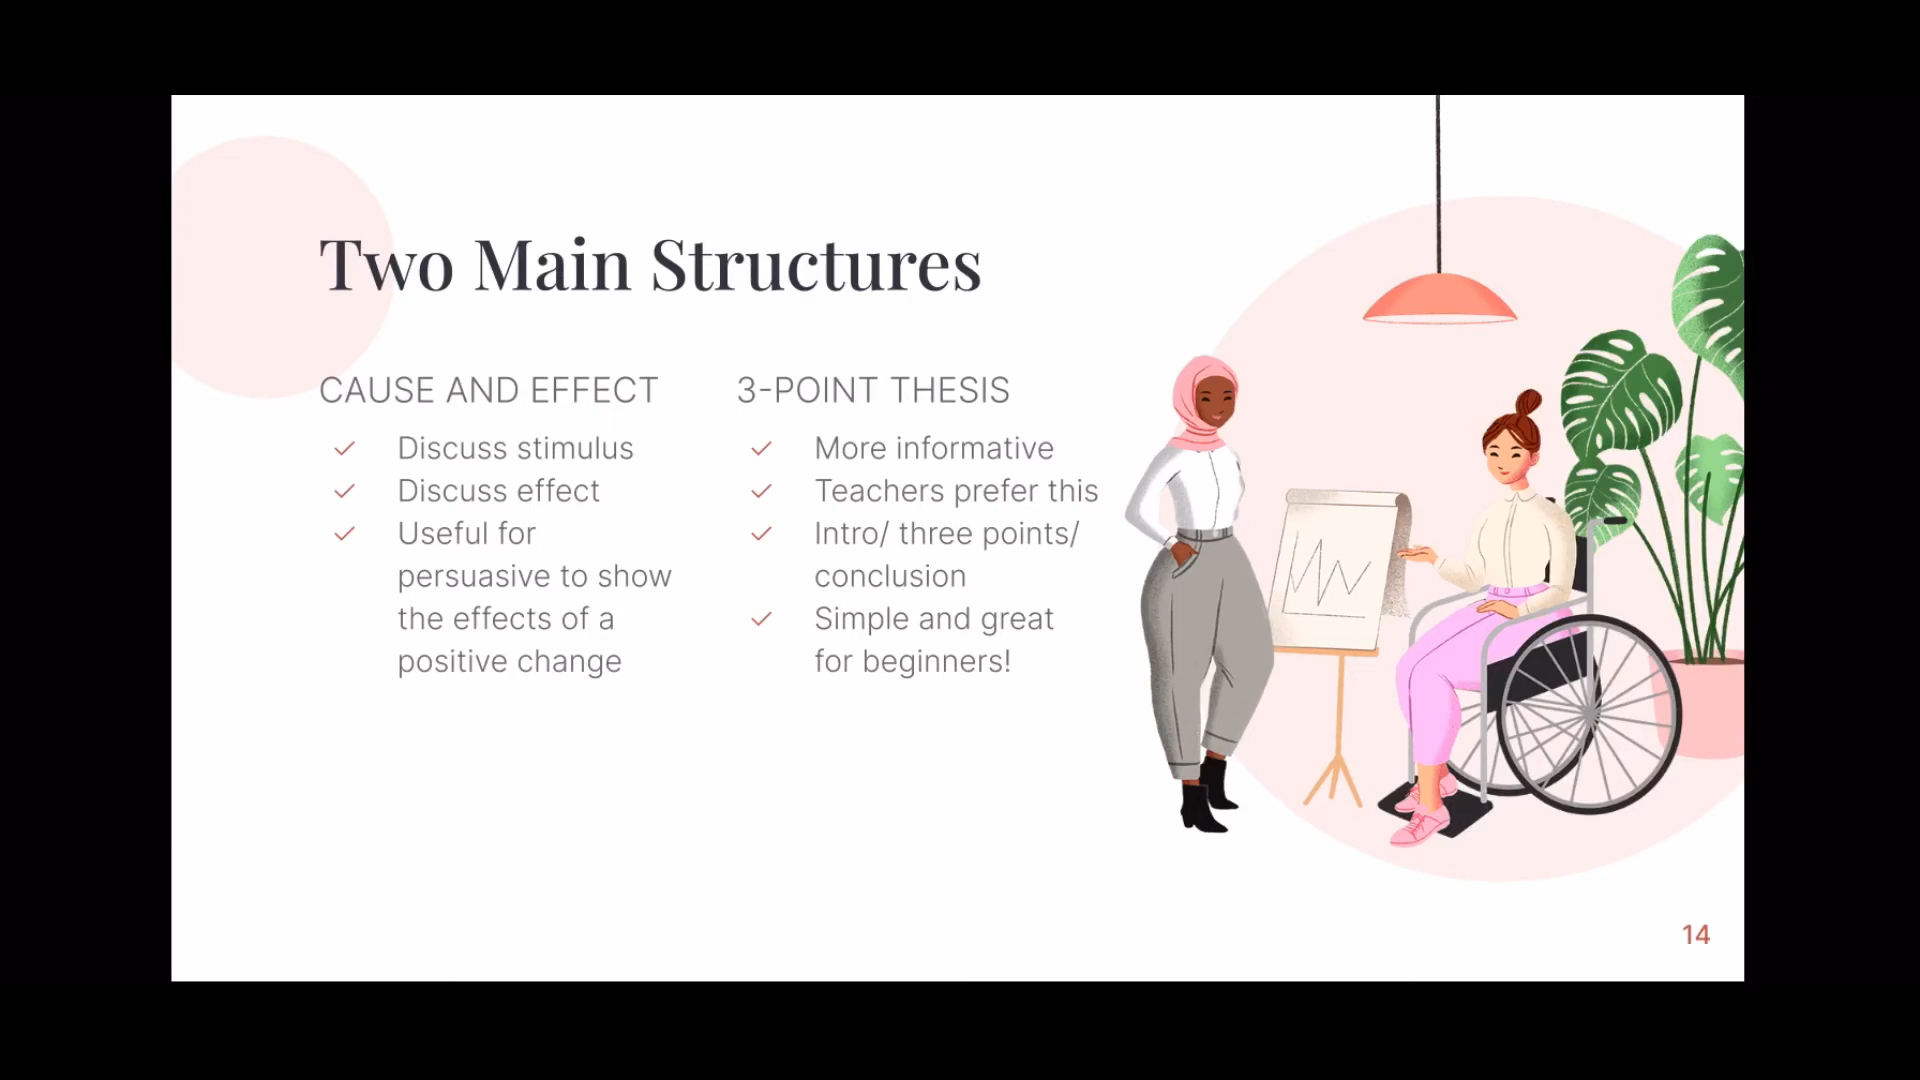 Two Main Structures
CAUSE AND EFFECT
Discuss stimulus
Discuss effect
Useful for
persuasive to show
the effects of a
positive change
3-POINT THESIS
More informative
Teachers prefer this
Intro/ three points/
conclusion
Simple and great
for beginners!
14